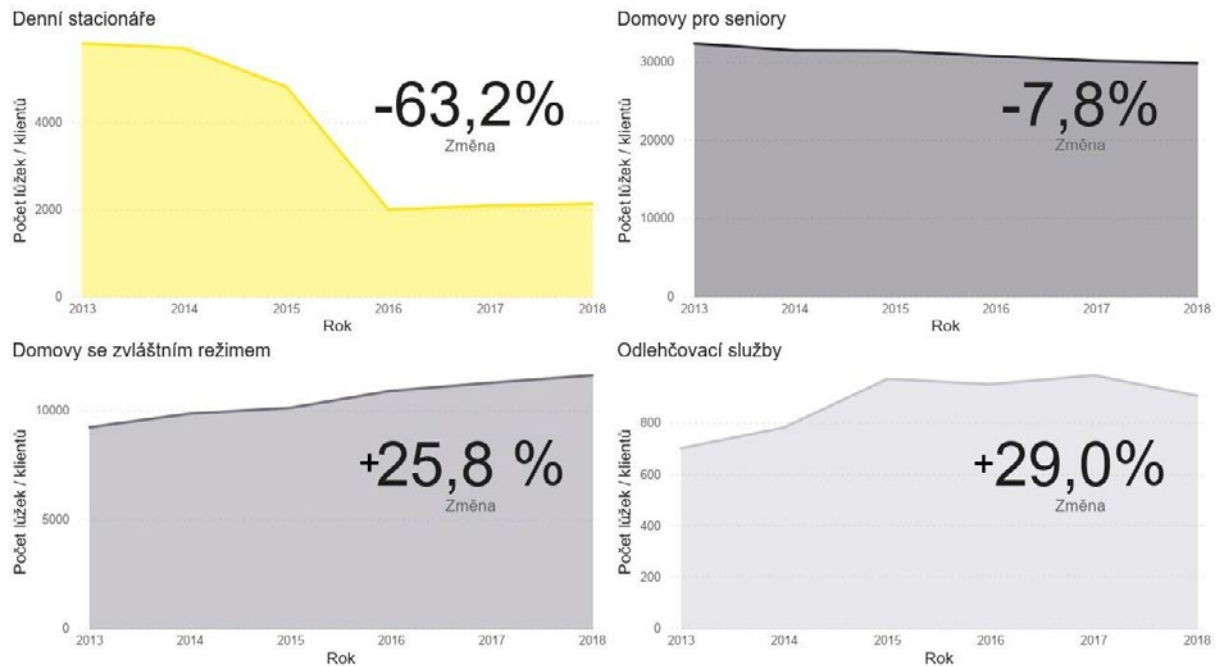 Denní stacionáře
Počet lůžek / klientů
4000
2000
0
-63,2%
Změna
2013 2014 2015 2016 2017 2018
Rok
Domovy pro seniory
Počet lůžek / klientů
30000
20000
10000
0
-7,8%
Změna
2013 2014 2015 2016 2017 2018
Rok
Domovy se zvláštním režimem
Počet lůžek / klientů
10000
5000
0
+25,8 %
Změna
2013 2014 2015 2016 2017 2018
Rok
Odlehčovací služby
Počet lůžek / klientů
800
600
400
200
0
+29,0%
Změna
2013 2014 2015 2016 2017 2018
Rok